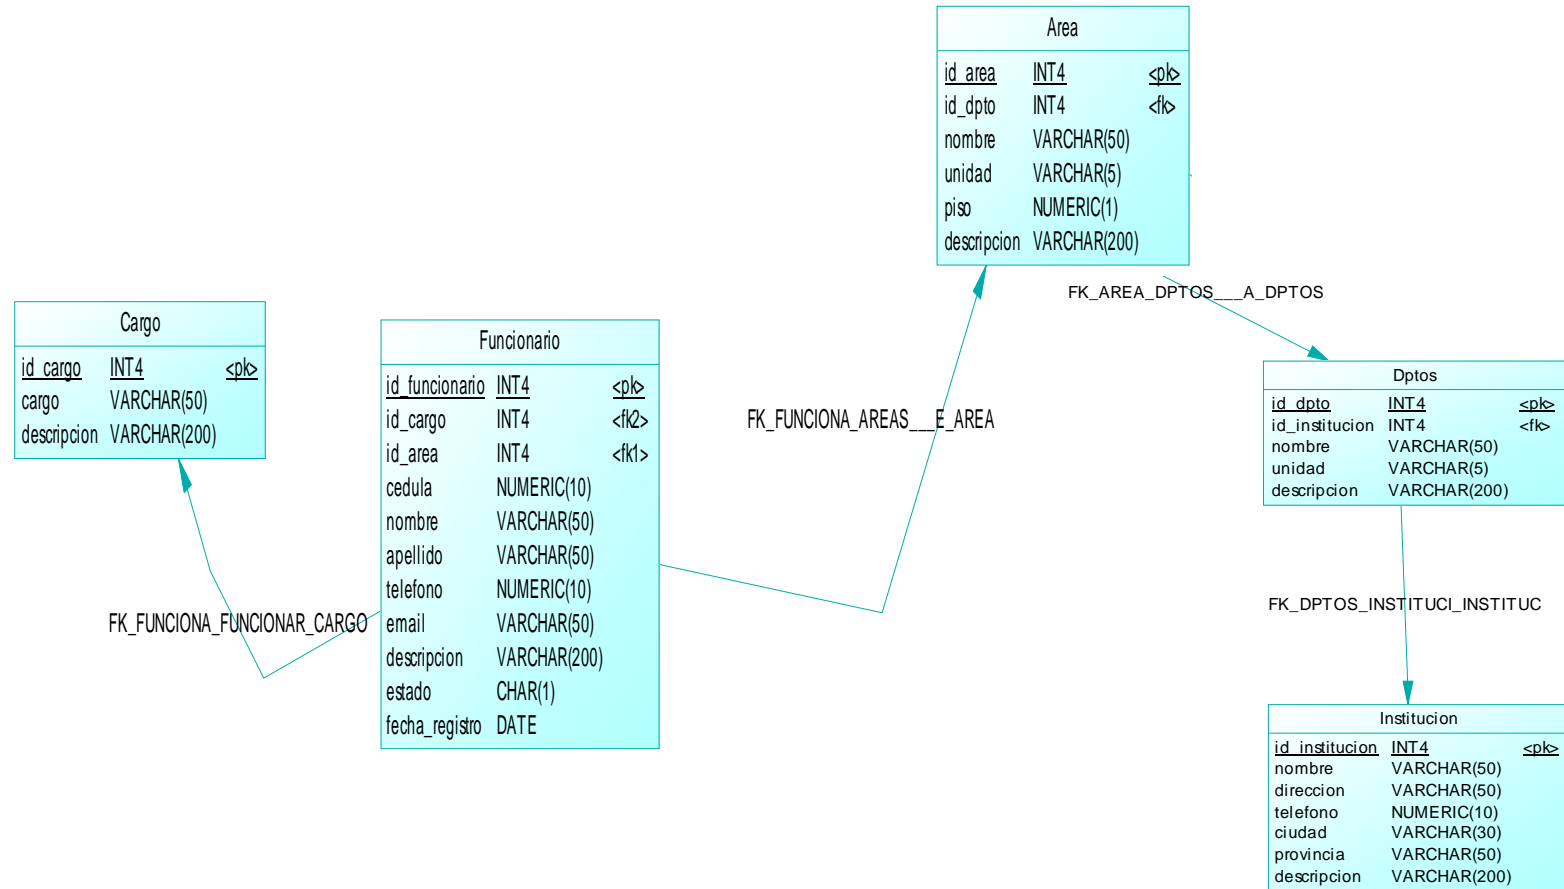 Area
id_area INT4 <pk>
id_dpto INT4 <fk>
nombre VARCHAR(50)
unidad VARCHAR(5)
piso NUMERIC(1)
descripcion VARCHAR(200)
FK_AREA_DPTOS___A_DPTOS
Cargo
id_cargo INT4 <pk>
cargo VARCHAR(50)
descripcion VARCHAR(200)
FK_FUNCIONA_FUNCIONAR_CARGO
Funcionario
id_funcionario INT4 <pk>
id_cargo INT4 <fk2>
id_area INT4 <fk1>
cedula NUMERIC(10)
nombre VARCHAR(50)
apellido VARCHAR(50)
telefono NUMERIC(10)
email VARCHAR(50)
descripcion VARCHAR(200)
estado CHAR(1)
fecha_registro DATE
FK_FUNCIONA_AREAS___E_AREA
Dptos
id_dpto INT4 <pk>
id_institucion INT4 <fk>
nombre VARCHAR(50)
unidad VARCHAR(5)
descripcion VARCHAR(200)
FK_DPTOS_INSTITUCI_INSTITUC
Institucion
id_institucion INT4 <pk>
nombre VARCHAR(50)
direccion VARCHAR(50)
telefono NUMERIC(10)
ciudad VARCHAR(30)
provincia VARCHAR(50)
descripcion VARCHAR(200)